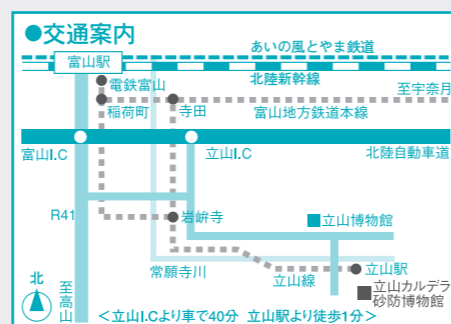 ●交通案内
あいの風とやま鉄道
富山駅
北陸新幹線
電鉄富山
至宇奈月
稲荷町
寺田
富山地方鉄道本線
富山I.C
立山I.C
北陸自動車道
R41
岩峅寺
立山博物館
常願寺川
立山線
立山駅
北
至高山
立山カルデラ
砂防博物館
＜立山I.Cより車で40分 立山駅より徒歩1分＞